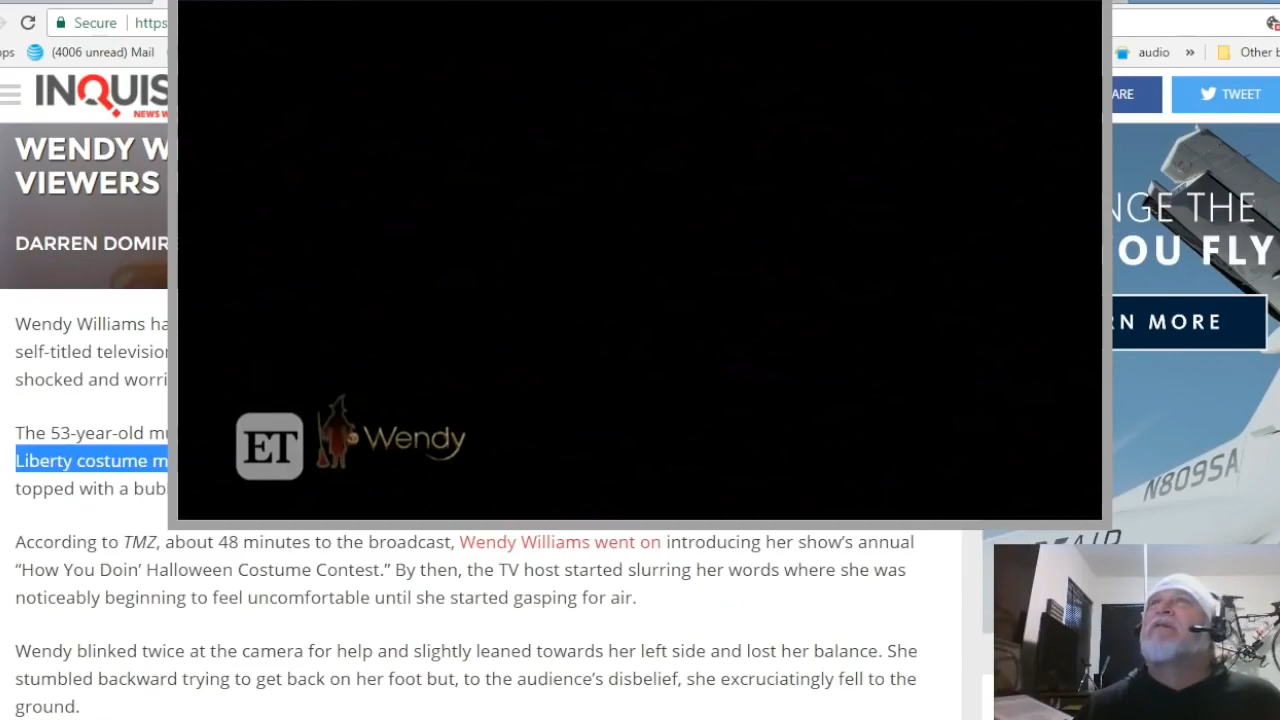 Secure
https
ps
(4006 unread) Mail
audio
»
Other b
INQUIS
NEWS W
ARE
TWEET
WENDY W
VIEWERS
DARREN DOMIR
NGE THE
OU FLY
RN MORE
N809SA
Wendy Williams ha
self-titled television
shocked and worri
The 53-year-old mu
Liberty costume m
topped with a bub
ET
Wendy
According to TMZ, about 48 minutes to the broadcast, Wendy Williams went on introducing her show's annual
“How You Doin’ Halloween Costume Contest.” By then, the TV host started slurring her words where she was
noticeably beginning to feel uncomfortable until she started gasping for air.
Wendy blinked twice at the camera for help and slightly leaned towards her left side and lost her balance. She
stumbled backward trying to get back on her foot but, to the audience’s disbelief, she excruciatingly fell to the
ground.